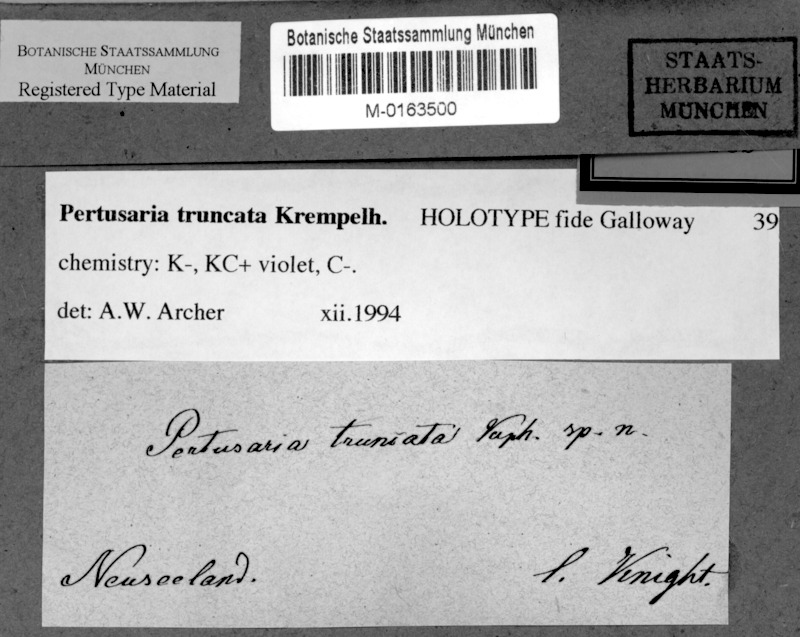 BOTANISCHE STAATSSAMMLUNG
MÜNCHEN
Registered Type Material
Botanische Staatssammlung München
M-0163500
STAATS-
HERBARIUM
MÜNCHEN
Pertusaria truncata Krempelh. HOLOTYPE fide Galloway 39
chemistry: K-, KC+ violet, C-.
det: A.W. Archer xii.1994
Pertusaria truncata sp. n.
Neuseeland. Knight.